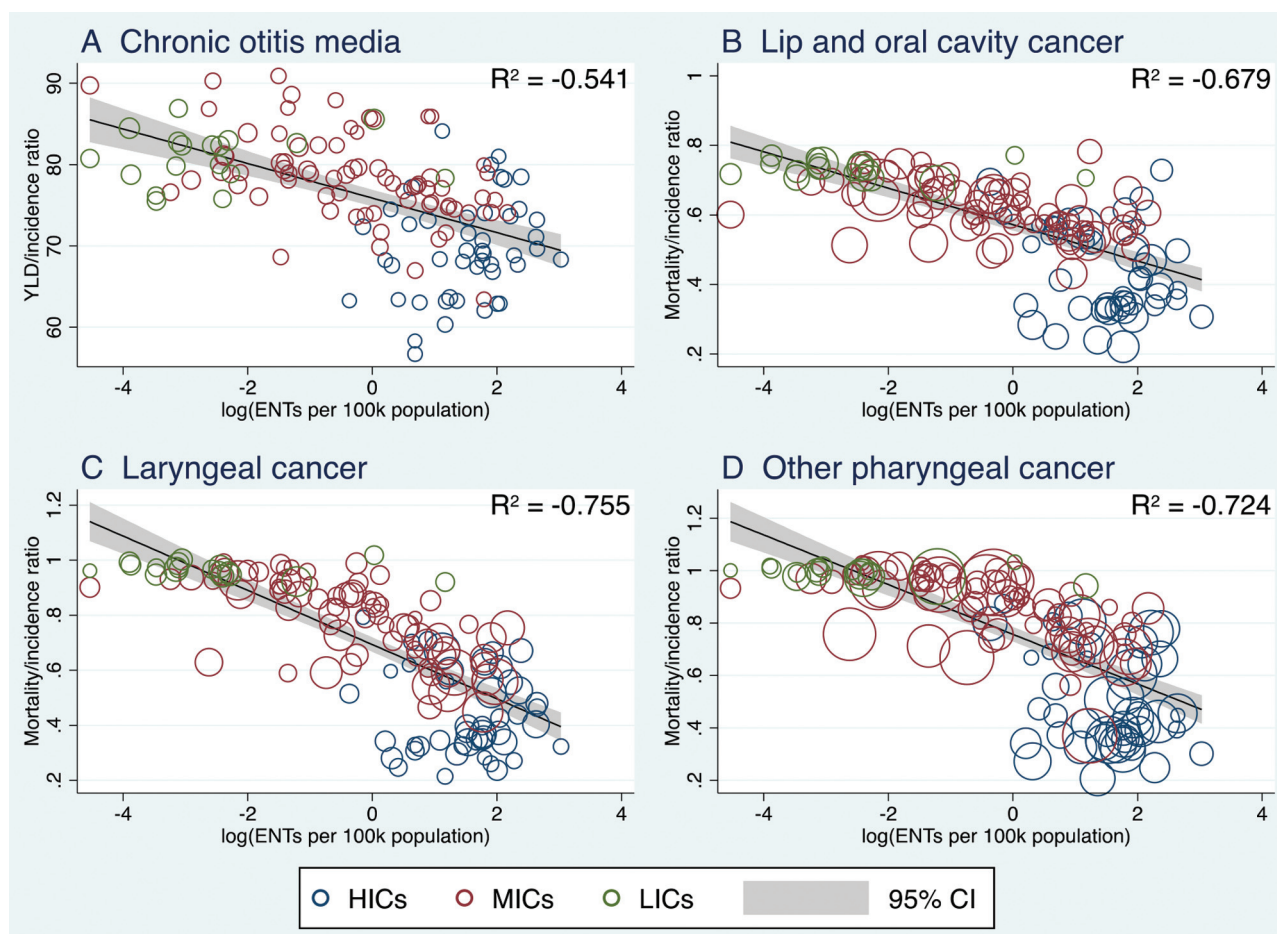 A Chronic otitis media
R² = -0.541
YLD/incidence ratio
90
80
70
60
-4 -2 0 2 4
log(ENTs per 100k population)
B Lip and oral cavity cancer
R² = -0.679
Mortality/incidence ratio
1
.8
.6
.4
.2
-4 -2 0 2 4
log(ENTs per 100k population)
C Laryngeal cancer
R² = -0.755
Mortality/incidence ratio
1.2
1
.8
.6
.4
.2
-4 -2 0 2 4
log(ENTs per 100k population)
D Other pharyngeal cancer
R² = -0.724
Mortality/incidence ratio
1.2
1
.8
.6
.4
.2
-4 -2 0 2 4
log(ENTs per 100k population)
HICs MICs LICs 95% CI